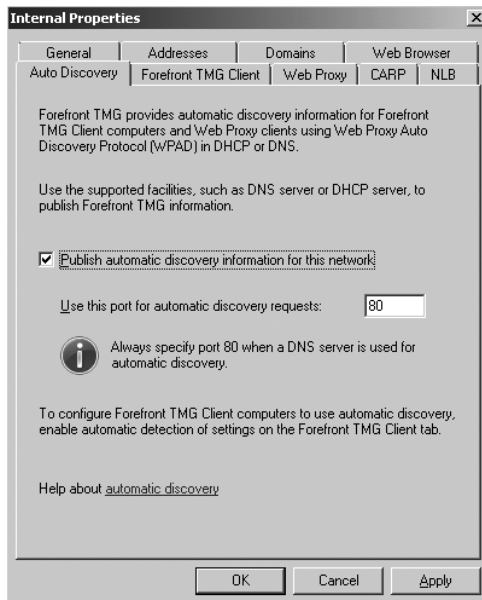 Internal Properties
General Addresses Domains Web Browser
Auto Discovery Forefront TMG Client Web Proxy CARP NLB
Forefront TMG provides automatic discovery information for Forefront
TMG Client computers and Web Proxy clients using Web Proxy Auto
Discovery Protocol (WPAD) in DHCP or DNS.
Use the supported facilities, such as DNS server or DHCP server, to
publish Forefront TMG information.
Publish automatic discovery information for this network
Use this port for automatic discovery requests: 80
Always specify port 80 when a DNS server is used for
automatic discovery.
To configure Forefront TMG Client computers to use automatic discovery,
enable automatic detection of settings on the Forefront TMG Client tab.
Help about automatic discovery
OK Cancel Apply